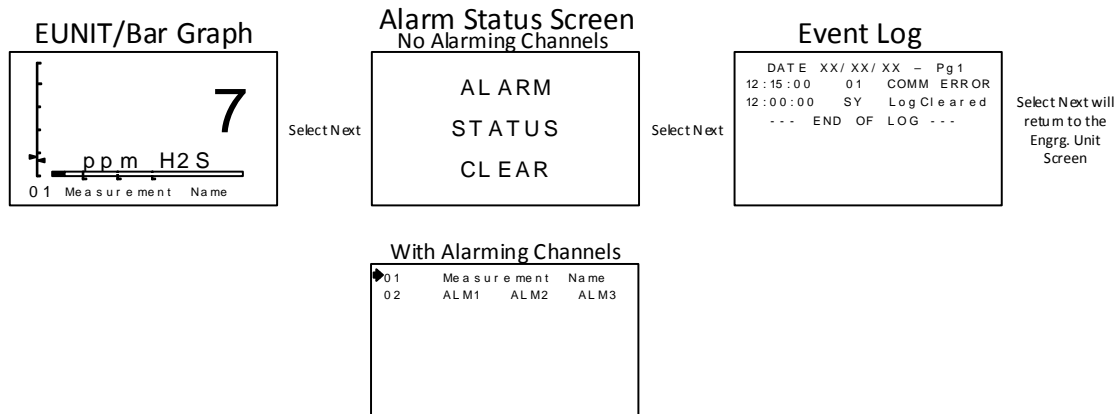 EUNIT/Bar Graph
7
ppm H2S
01 Measurement Name
Select Next
Alarm Status Screen
No Alarming Channels
ALARM
STATUS
CLEAR
Select Next
Event Log
DATE XX/XX/XX – Pg1
12:15:00 01 COMM ERROR
12:00:00 SY LogCleared
--- END OF LOG ---
Select Next will
return to the
Engrg. Unit
Screen
With Alarming Channels
01 Measurement Name
02 ALM1 ALM2 ALM3